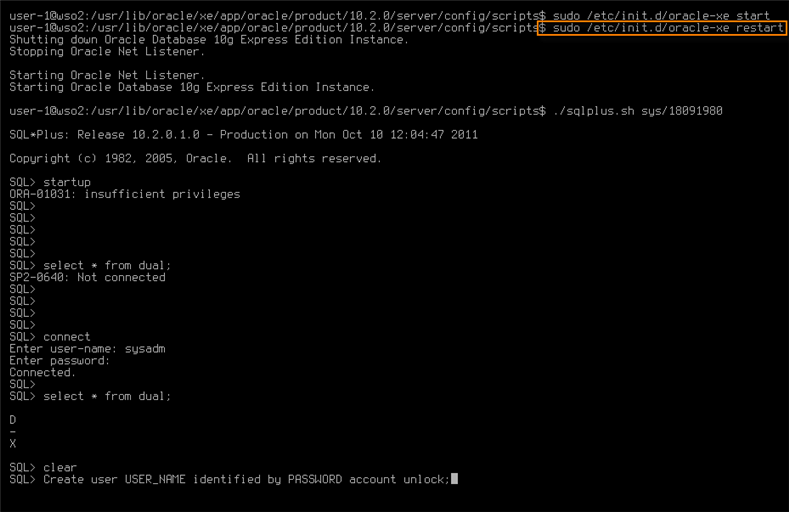 user-1@wso2:/usr/lib/oracle/xe/app/oracle/product/10.2.0/server/config/scripts$ sudo /etc/init.d/oracle-xe start
user-1@wso2:/usr/lib/oracle/xe/app/oracle/product/10.2.0/server/config/scripts$ sudo /etc/init.d/oracle-xe restart
Shutting down Oracle Database 10g Express Edition Instance.
Stopping Oracle Net Listener.
Starting Oracle Net Listener.
Starting Oracle Database 10g Express Edition Instance.
user-1@wso2:/usr/lib/oracle/xe/app/oracle/product/10.2.0/server/config/scripts$ ./sqlplus.sh sys/18091980
SQL*Plus: Release 10.2.0.1.0 - Production on Mon Oct 10 12:04:47 2011
Copyright (c) 1982, 2005, Oracle.  All rights reserved.
SQL> startup
ORA-01031: insufficient privileges
SQL>
SQL>
SQL>
SQL>
SQL>
SQL> select * from dual;
SP2-0640: Not connected
SQL>
SQL>
SQL>
SQL>
SQL> connect
Enter user-name: sysadm
Enter password:
Connected.
SQL>
SQL> select * from dual;
D
-
X
SQL> clear
SQL> Create user USER_NAME identified by PASSWORD account unlock;